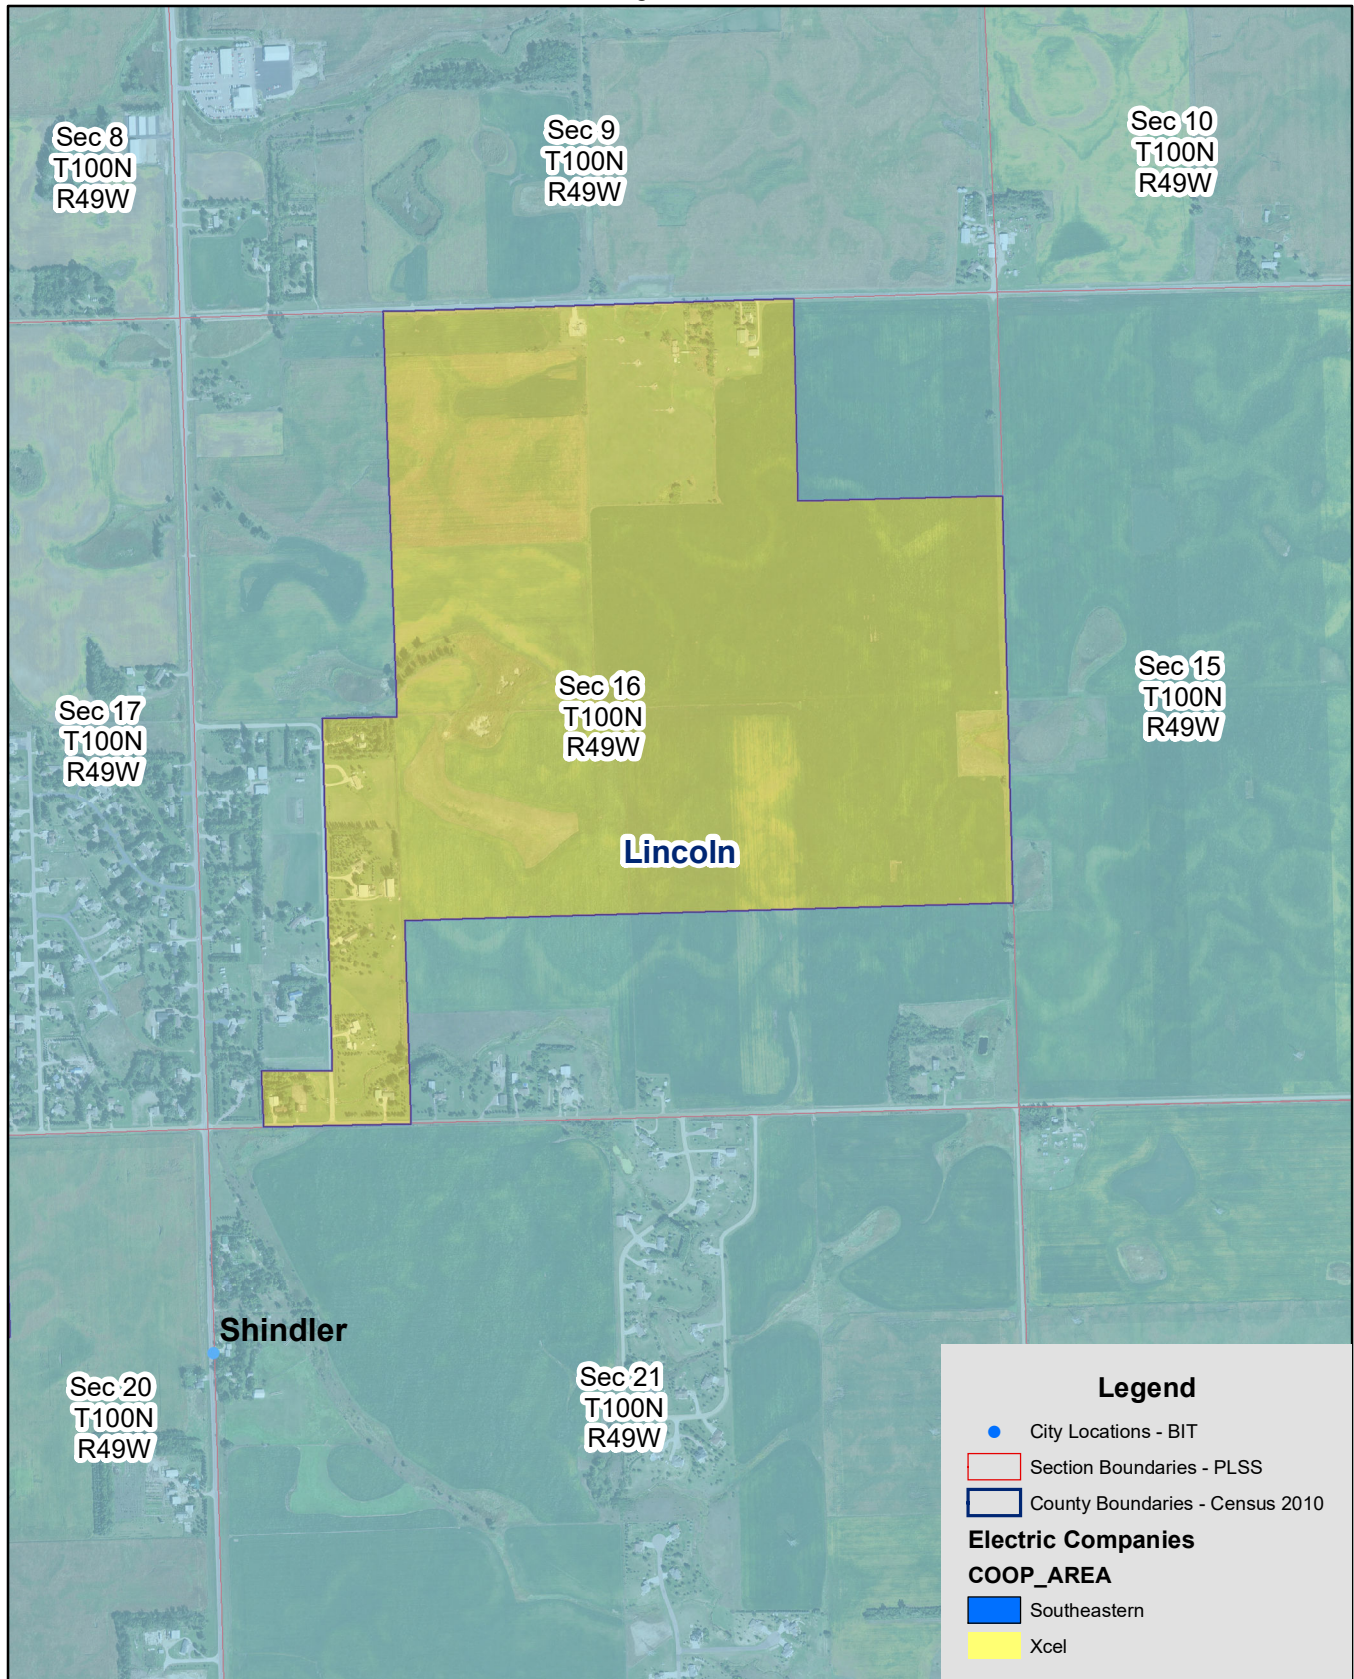 Sec 8
T100N
R49W
Sec 9
T100N
R49W
Sec 10
T100N
R49W
Sec 17
T100N
R49W
Sec 16
T100N
R49W
Sec 15
T100N
R49W
Lincoln
Shindler
Sec 20
T100N
R49W
Sec 21
T100N
R49W
Legend
City Locations - BIT
Section Boundaries - PLSS
County Boundaries - Census 2010
Electric Companies
COOP_AREA
Southeastern
Xcel